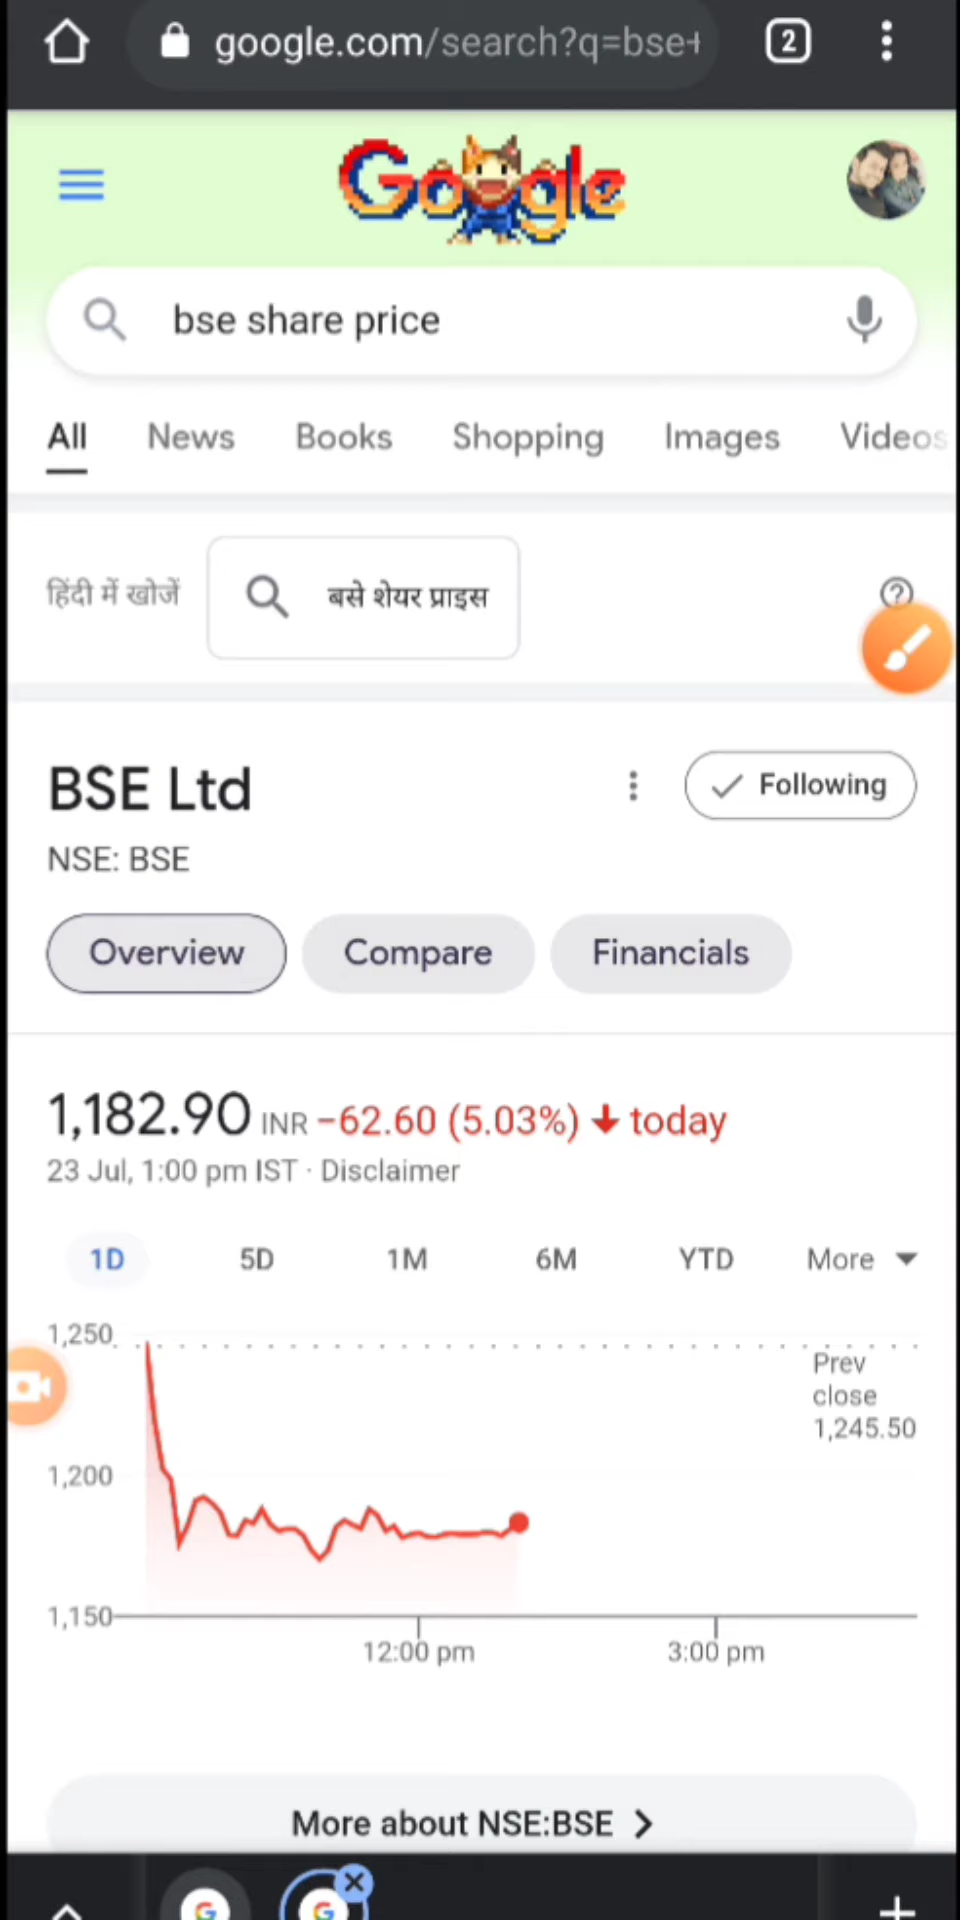 google.com/search?q=bse+
2
Google
bse share price
All News Books Shopping Images Videos
हिंदी में खोजें
बसे शेयर प्राइस
BSE Ltd
Following
NSE: BSE
Overview Compare Financials
1,182.90 INR −62.60 (5.03%) ↓ today
23 Jul, 1:00 pm IST · Disclaimer
1D 5D 1M 6M YTD More
1,250
Prev
close
1,245.50
1,200
1,150
12:00 pm 3:00 pm
More about NSE:BSE